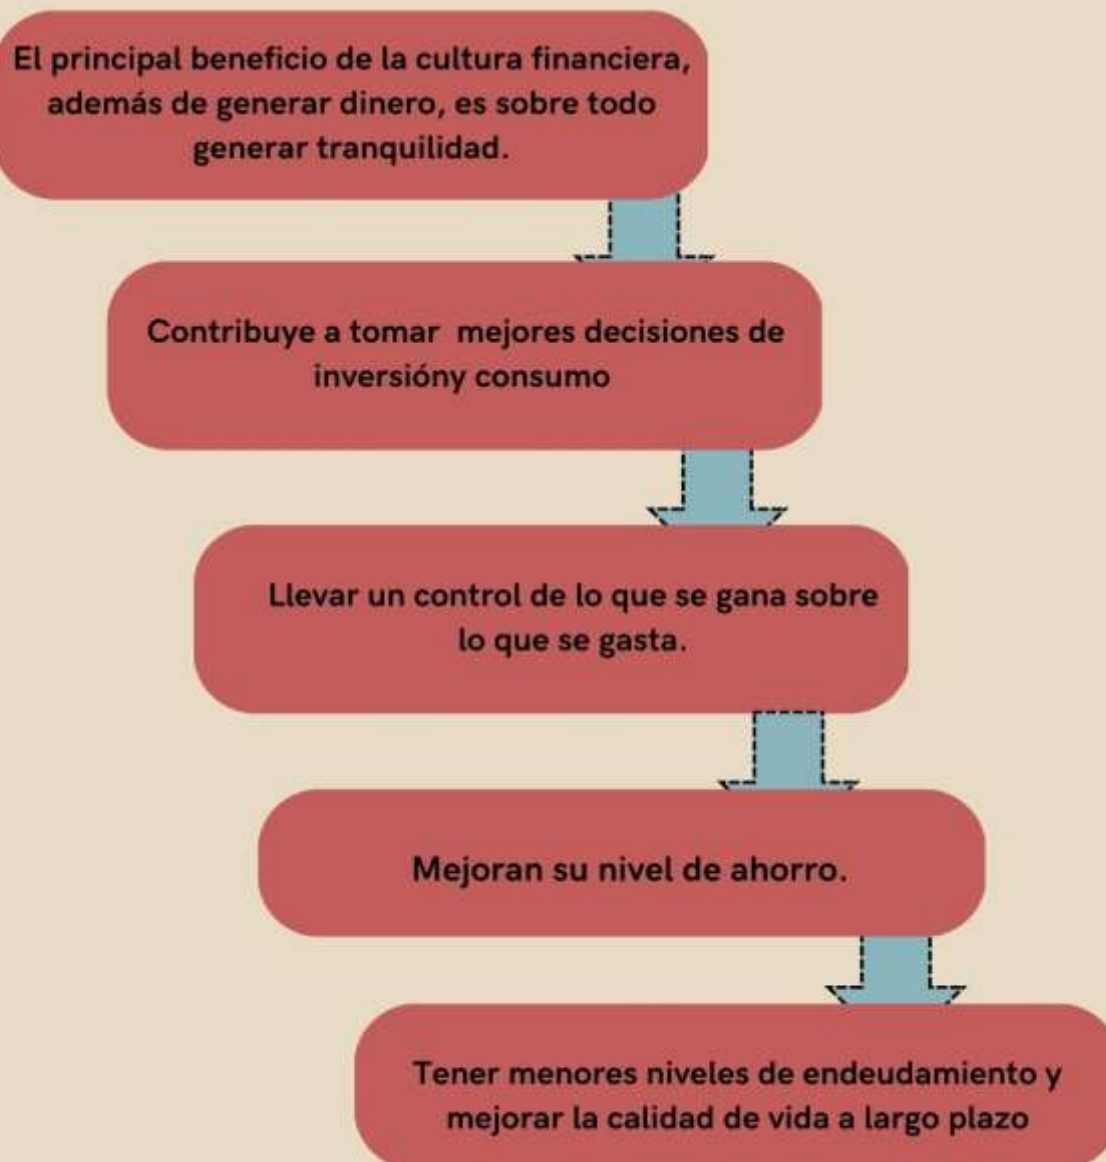 El principal beneficio de la cultura financiera,
además de generar dinero, es sobre todo
generar tranquilidad.
Contribuye a tomar  mejores decisiones de
inversióny consumo
Llevar un control de lo que se gana sobre
lo que se gasta.
Mejoran su nivel de ahorro.
Tener menores niveles de endeudamiento y
mejorar la calidad de vida a largo plazo